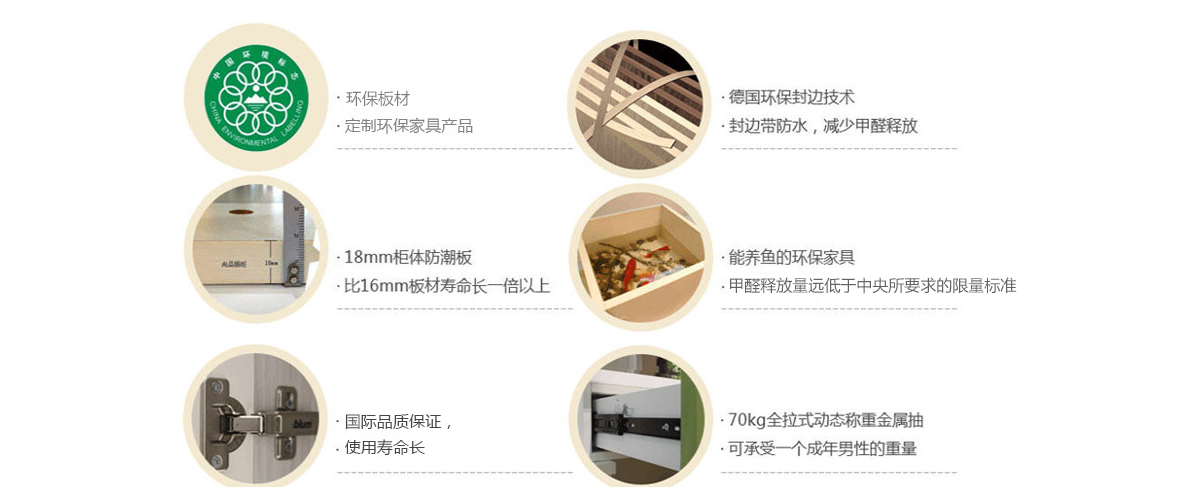 中国环境标志
CHINA ENVIRONMENTAL LABELLING
· 环保板材
· 定制环保家具产品
· 德国环保封边技术
· 封边带防水，减少甲醛释放
尚品橱柜
18mm
· 18mm柜体防潮板
· 比16mm板材寿命长一倍以上
· 能养鱼的环保家具
· 甲醛释放量远低于中央所要求的限量标准
blum
· 国际品质保证，
· 使用寿命长
· 70kg全拉式动态称重金属抽
· 可承受一个成年男性的重量